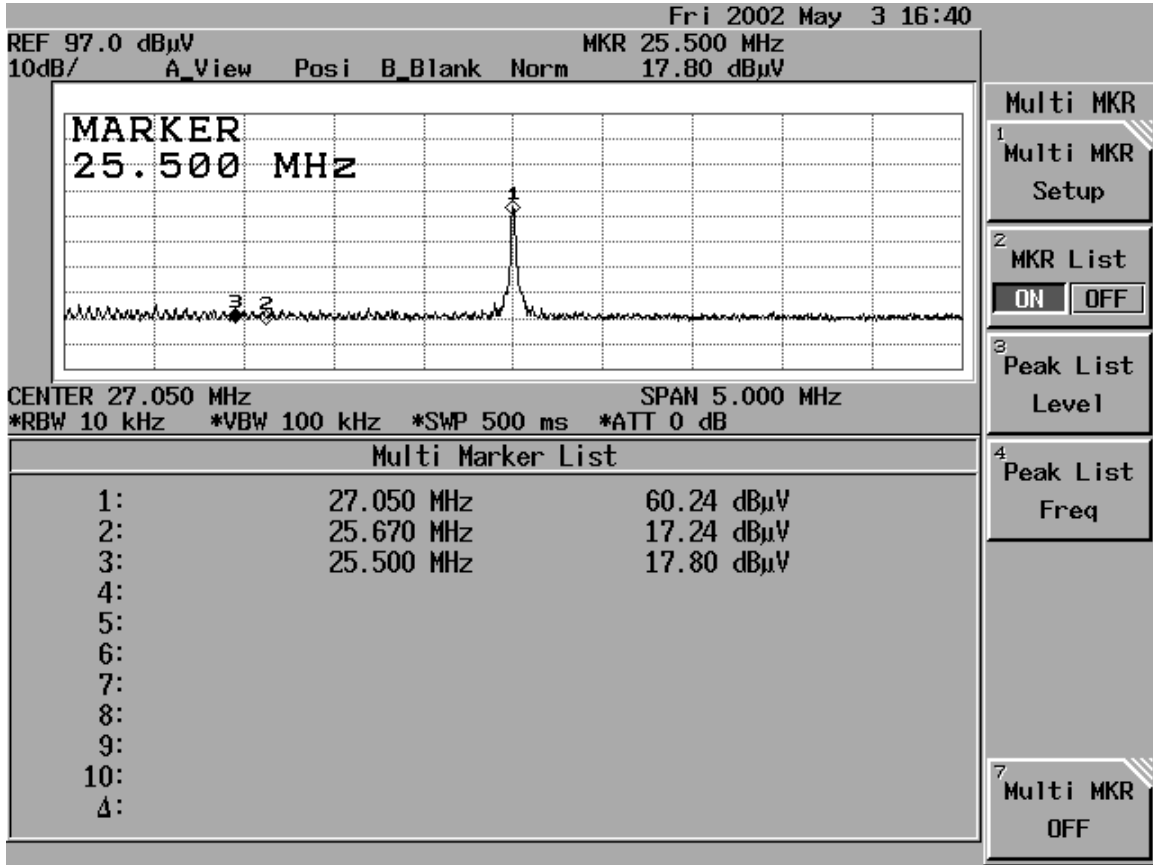 Fri 2002 May 3 16:40
REF 97.0 dBµV MKR 25.500 MHz
10dB/ A_View Posi B_Blank Norm 17.80 dBµV
MARKER
25.500 MHz
1
3 2
CENTER 27.050 MHz SPAN 5.000 MHz
*RBW 10 kHz *VBW 100 kHz *SWP 500 ms *ATT 0 dB
Multi Marker List
1: 27.050 MHz 60.24 dBµV
2: 25.670 MHz 17.24 dBµV
3: 25.500 MHz 17.80 dBµV
4:
5:
6:
7:
8:
9:
10:
Δ:
Multi MKR
1
Multi MKR
Setup
2
MKR List
ON OFF
3
Peak List
Level
4
Peak List
Freq
7
Multi MKR
OFF